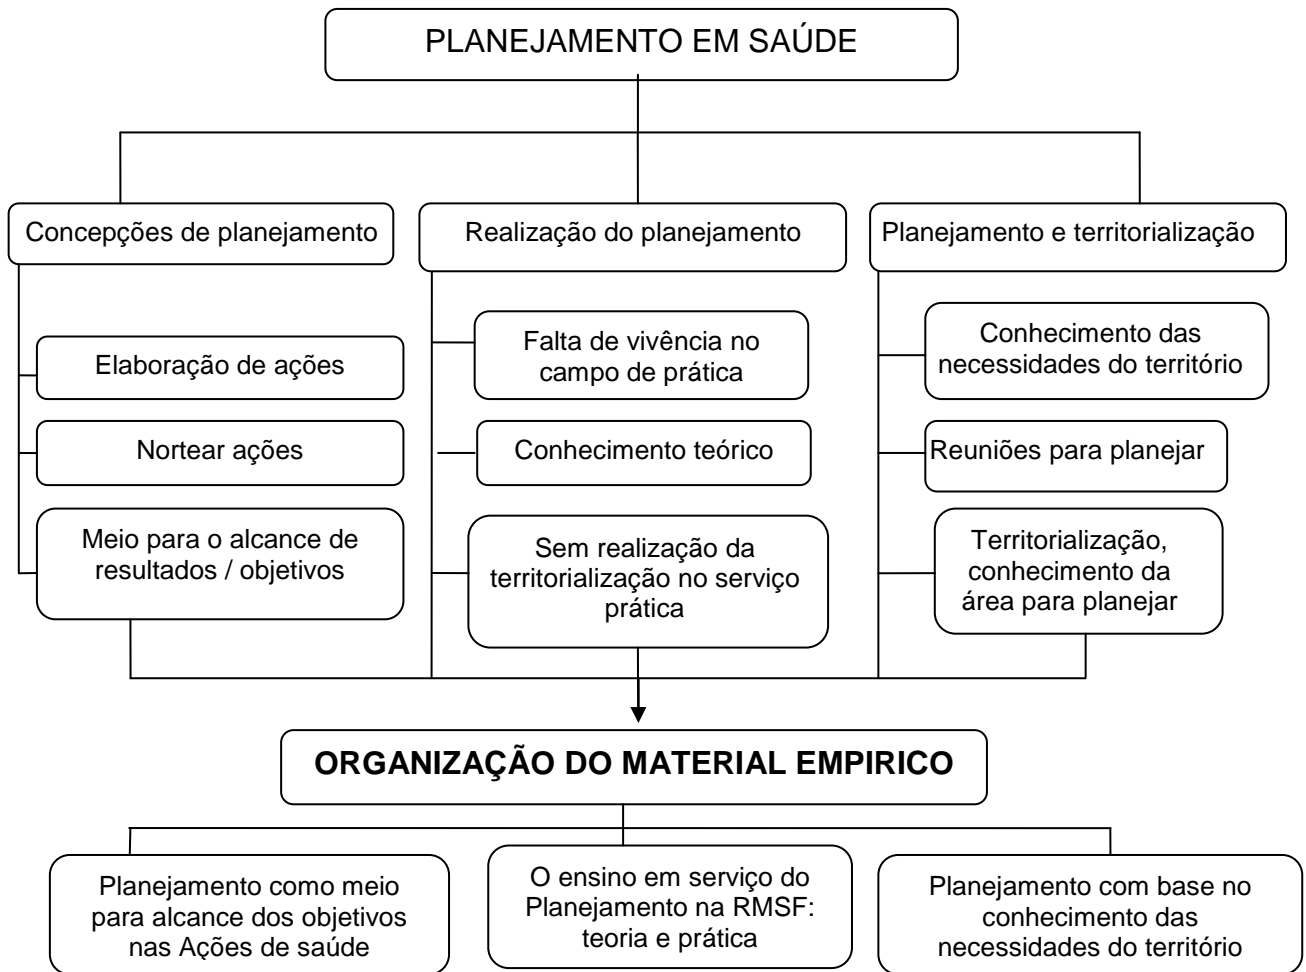 PLANEJAMENTO EM SAÚDE
Concepções de planejamento
Realização do planejamento
Planejamento e territorialização
Elaboração de ações
Nortear ações
Meio para o alcance de
resultados / objetivos
Falta de vivência no
campo de prática
Conhecimento teórico
Sem realização da
territorialização no serviço
prática
Conhecimento das
necessidades do território
Reuniões para planejar
Territorialização,
conhecimento da
área para planejar
ORGANIZAÇÃO DO MATERIAL EMPIRICO
Planejamento como meio
para alcance dos objetivos
nas Ações de saúde
O ensino em serviço do
Planejamento na RMSF:
teoria e prática
Planejamento com base no
conhecimento das
necessidades do território